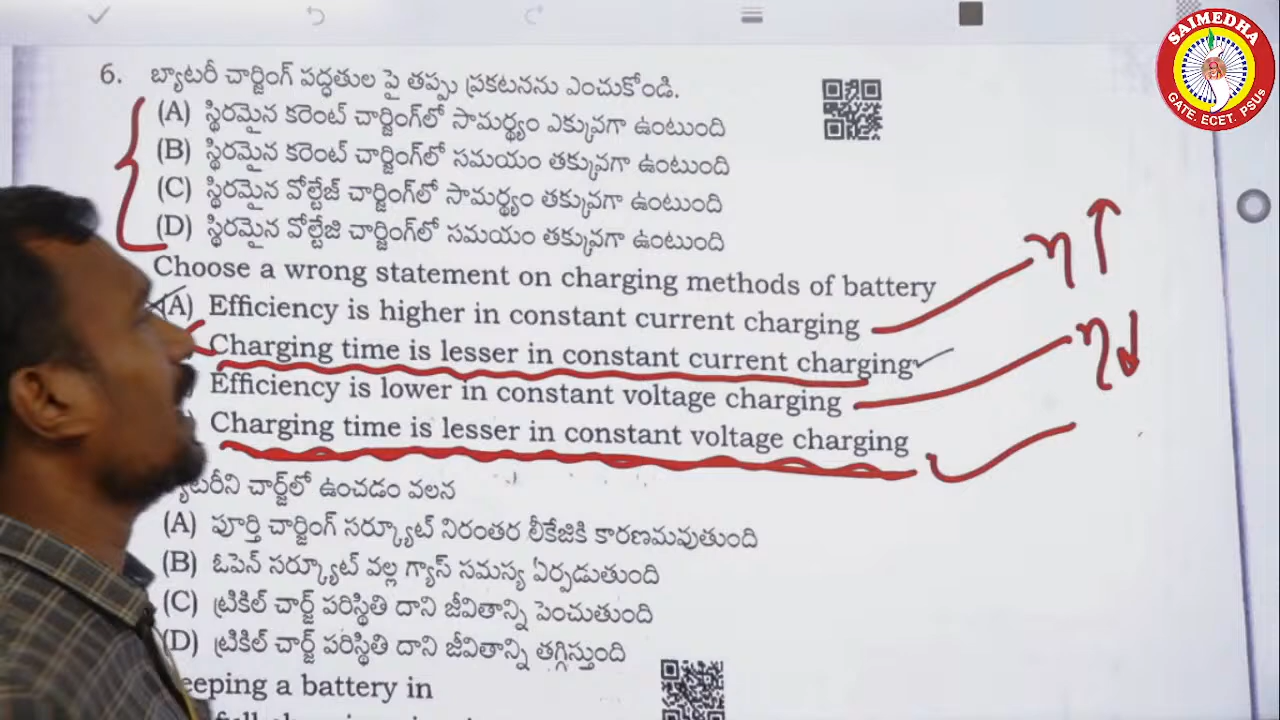 SAIMEDHA
GATE. ECET. PSUs
6. బ్యాటరీ చార్జింగ్ పద్ధతుల పై తప్పు ప్రకటనను ఎంచుకోండి.
(A) స్థిరమైన కరెంట్ చార్జింగ్‌లో సామర్థ్యం ఎక్కువగా ఉంటుంది
(B) స్థిరమైన కరెంట్ చార్జింగ్‌లో సమయం తక్కువగా ఉంటుంది
(C) స్థిరమైన వోల్టేజ్ చార్జింగ్‌లో సామర్థ్యం తక్కువగా ఉంటుంది
(D) స్థిరమైన వోల్టేజి చార్జింగ్‌లో సమయం తక్కువగా ఉంటుంది
Choose a wrong statement on charging methods of battery
(A) Efficiency is higher in constant current charging η↑
Charging time is lesser in constant current charging
Efficiency is lower in constant voltage charging η↓
Charging time is lesser in constant voltage charging
చార్జ్‌లో ఉంచడం వలన
(A) పూర్తి చార్జింగ్ సర్క్యూట్ నిరంతర లీకేజికి కారణమవుతుంది
(B) ఓపెన్ సర్క్యూట్ వల్ల గ్యాస్ సమస్య ఏర్పడుతుంది
(C) ట్రికిల్ చార్జ్ పరిస్థితి దాని జీవితాన్ని పెంచుతుంది
(D) ట్రికిల్ చార్జ్ పరిస్థితి దాని జీవితాన్ని తగ్గిస్తుంది
eeping a battery in